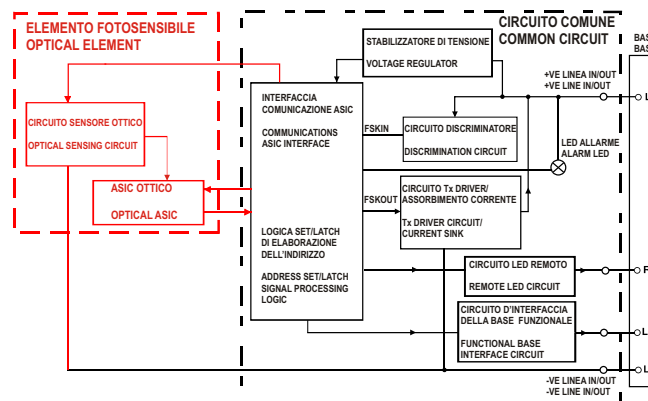 ELEMENTO FOTOSENSIBILE
OPTICAL ELEMENT
CIRCUITO COMUNE
COMMON CIRCUIT
STABILIZZATORE DI TENSIONE
VOLTAGE REGULATOR
+VE LINEA IN/OUT
+VE LINE IN/OUT
INTERFACCIA
COMUNICAZIONE ASIC
COMMUNICATIONS
ASIC INTERFACE
CIRCUITO SENSORE OTTICO
OPTICAL SENSING CIRCUIT
FSKIN
CIRCUITO DISCRIMINATORE
DISCRIMINATION CIRCUIT
LED ALLARME
ALARM LED
ASIC OTTICO
OPTICAL ASIC
FSKOUT
CIRCUITO Tx DRIVER/
ASSORBIMENTO CORRENTE
Tx DRIVER CIRCUIT/
CURRENT SINK
LOGICA SET/LATCH
DI ELABORAZIONE
DELL'INDIRIZZO
ADDRESS SET/LATCH
SIGNAL PROCESSING
LOGIC
CIRCUITO LED REMOTO
REMOTE LED CIRCUIT
CIRCUITO D'INTERFACCIA
DELLA BASE FUNZIONALE
FUNCTIONAL BASE
INTERFACE CIRCUIT
-VE LINEA IN/OUT
-VE LINE IN/OUT